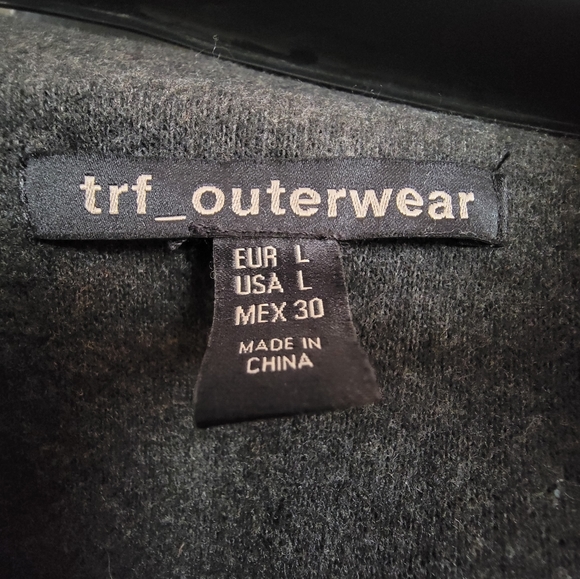 trf_outerwear
EUR L
USA L
MEX 30
MADE IN
CHINA